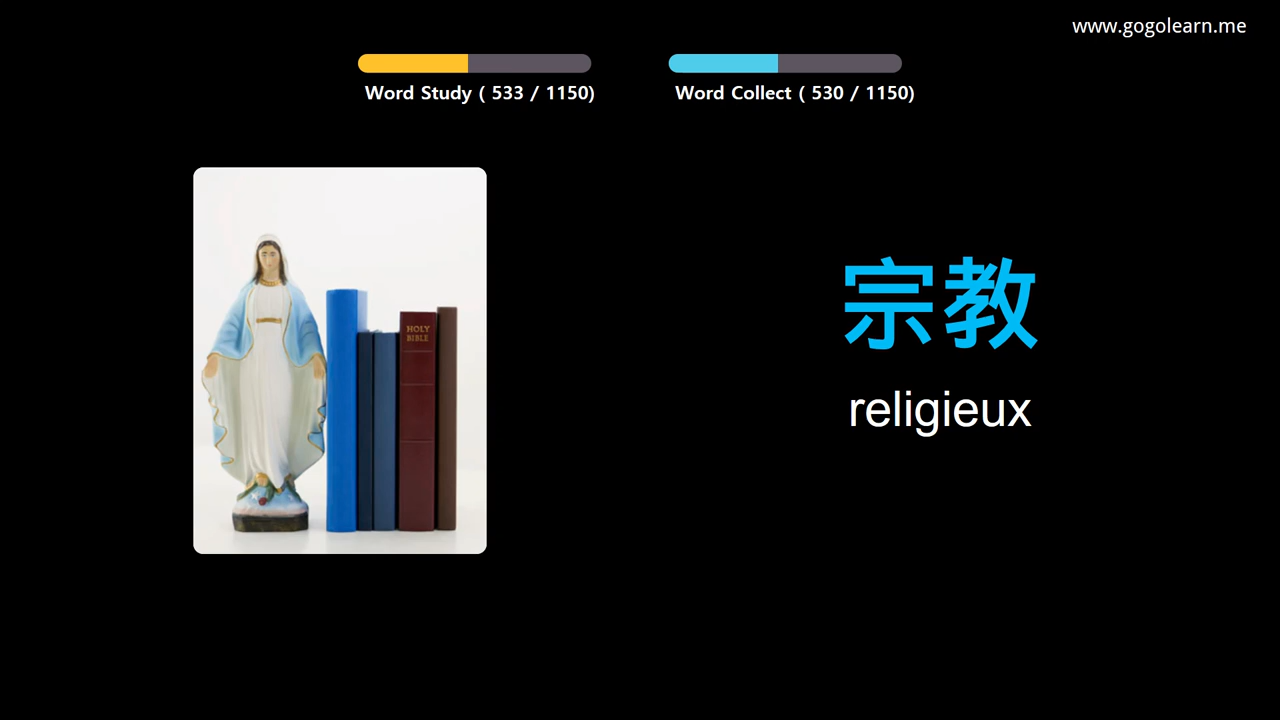 www.gogolearn.me
Word Study ( 533 / 1150)
Word Collect ( 530 / 1150)
HOLY
BIBLE
宗教
religieux